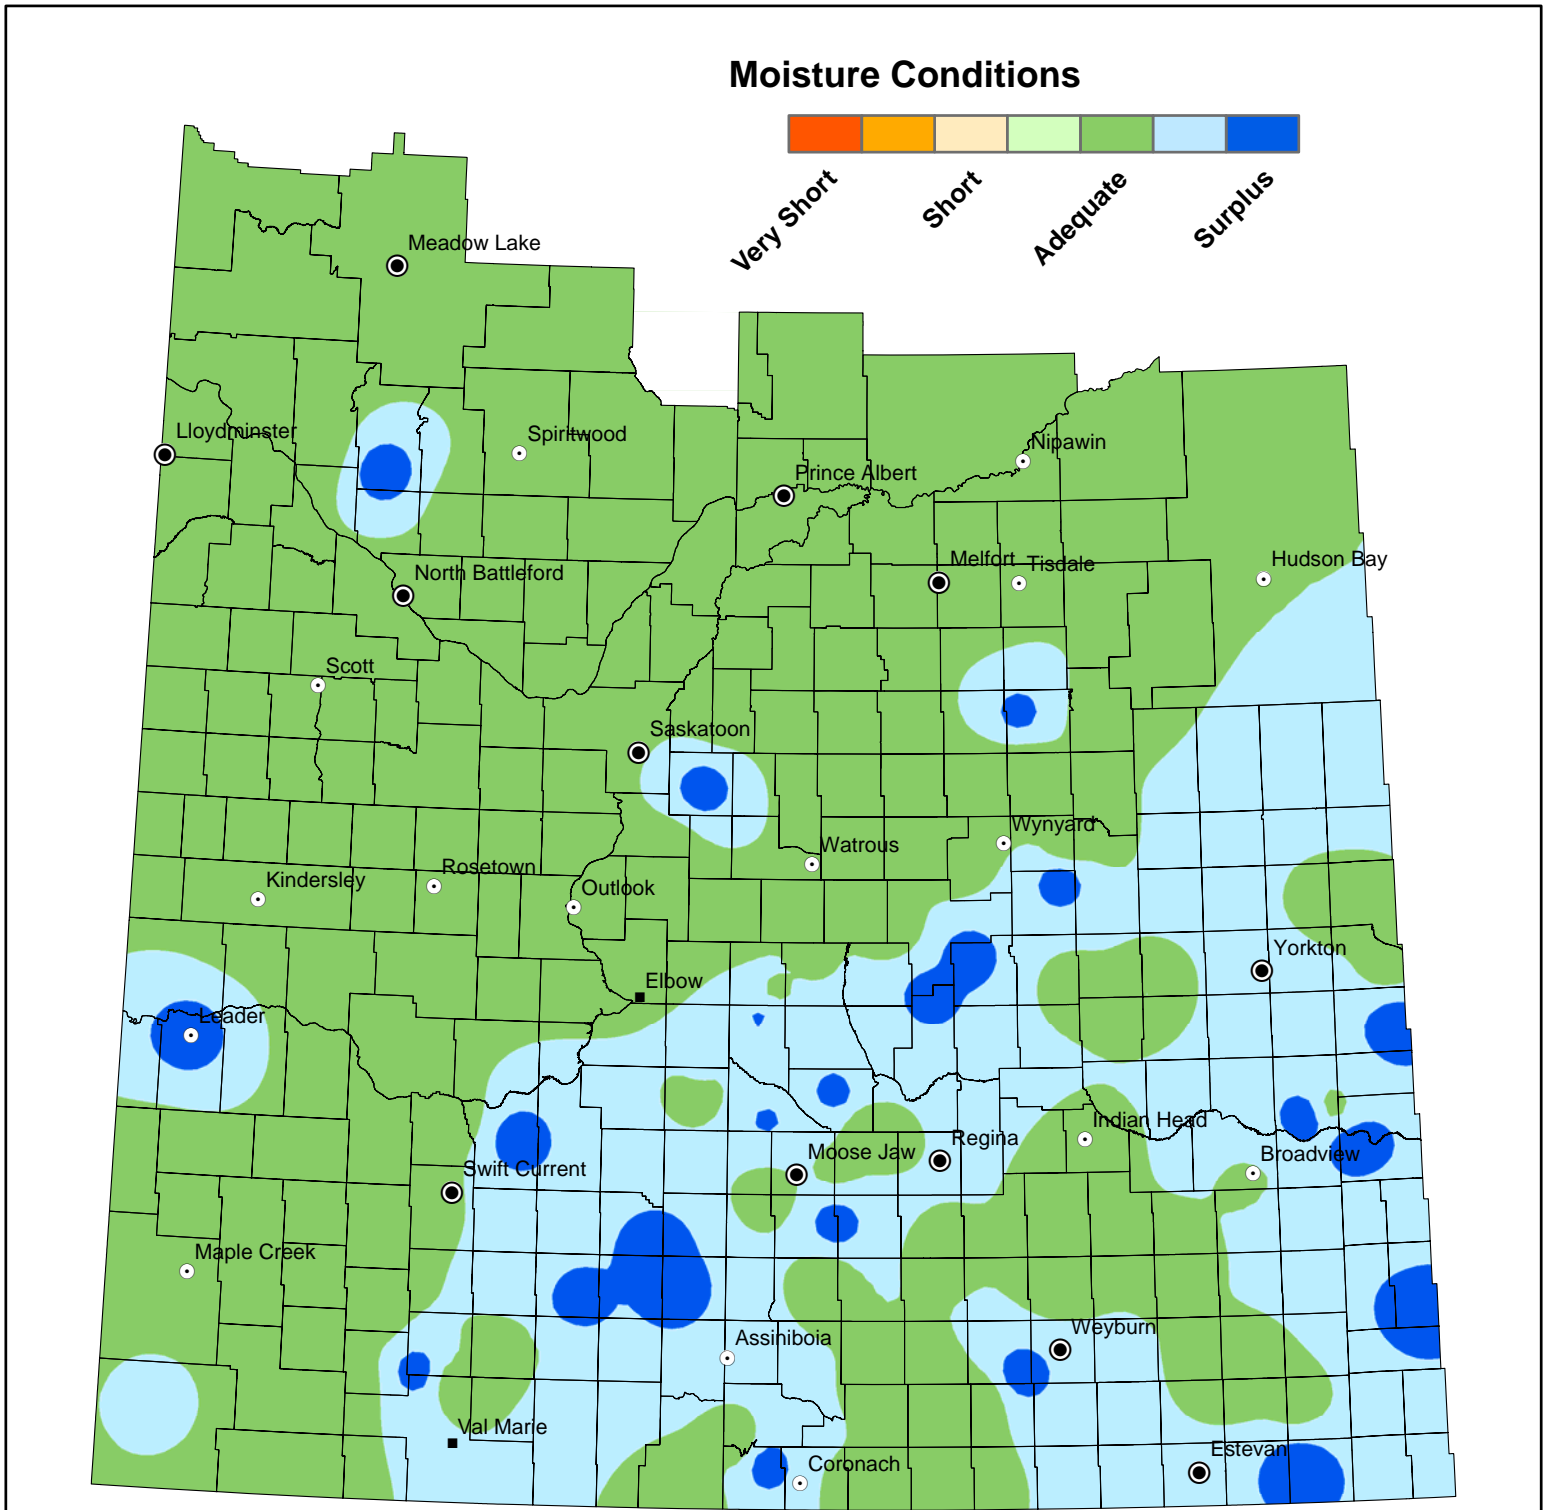 Moisture Conditions
Very Short
Short
Adequate
Surplus
Meadow Lake
Lloydminster
Spiritwood
Nipawin
Prince Albert
Melfort
Tisdale
Hudson Bay
North Battleford
Scott
Saskatoon
Wynyard
Watrous
Rosetown
Kindersley
Outlook
Yorkton
Elbow
Leader
Indian Head
Regina
Moose Jaw
Broadview
Swift Current
Maple Creek
Weyburn
Assiniboia
Val Marie
Estevan
Coronach